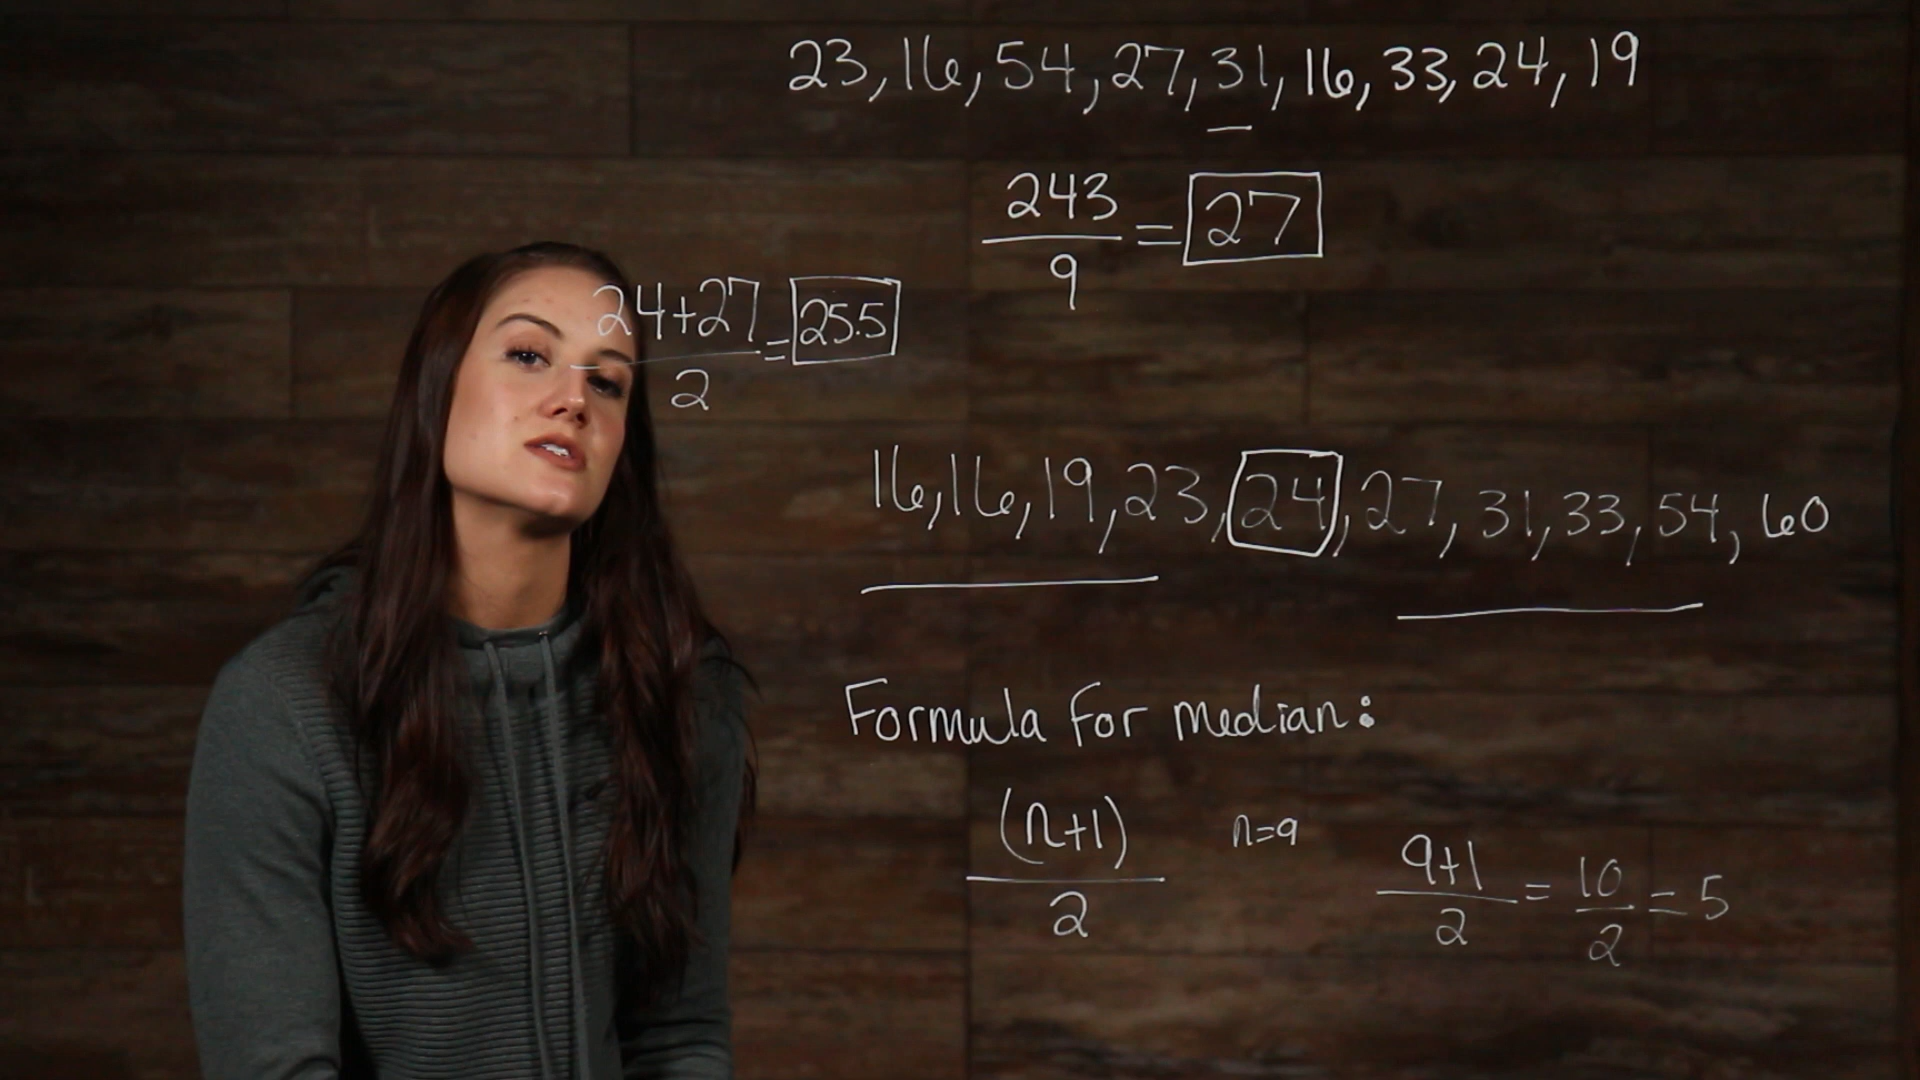 23, 16, 54, 27, 31, 16, 33, 24, 19
243
9
= 27
24+27
2
= 25.5
16, 16, 19, 23, 24, 27, 31, 33, 54, 60
Formula for median:
(n+1)
2
n=9
9+1
2
= 10
2
= 5